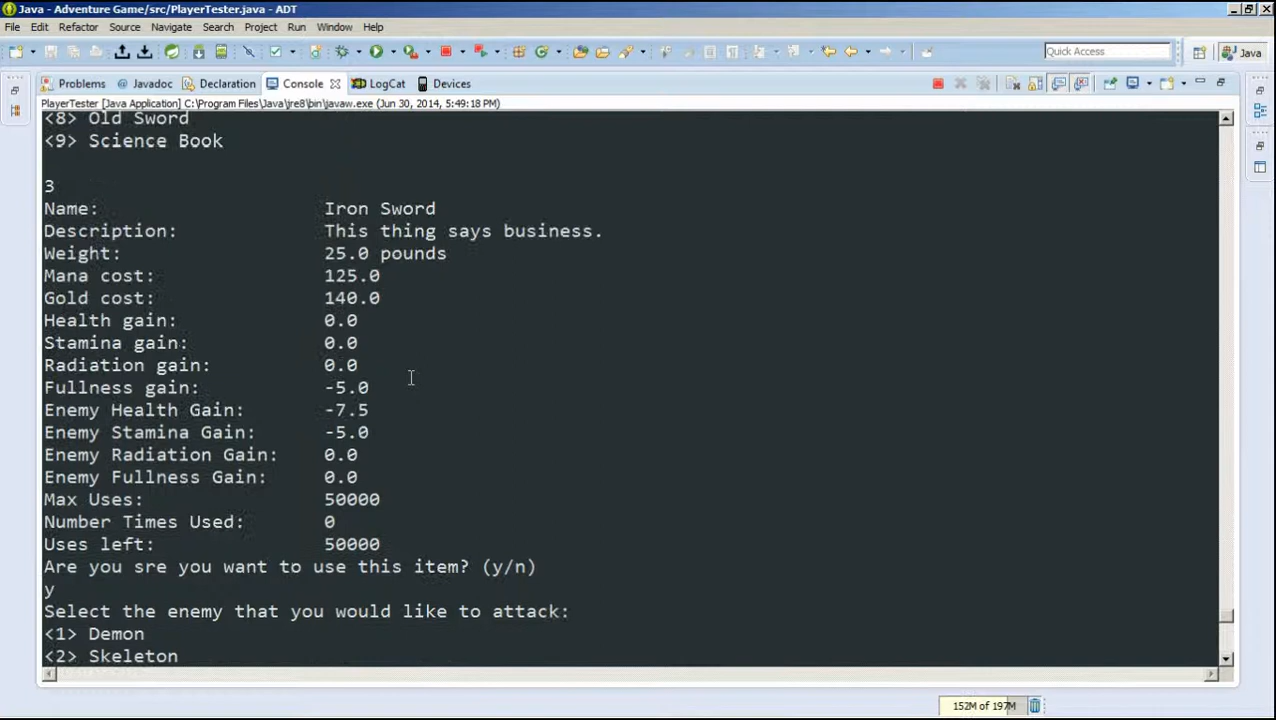 Java - Adventure Game/src/PlayerTester.java - ADT
File Edit Refactor Source Navigate Search Project Run Window Help
Quick Access
Java
Problems @ Javadoc Declaration Console LogCat Devices
PlayerTester [Java Application] C:\Program Files\Java\jre8\bin\javaw.exe (Jun 30, 2014, 5:49:18 PM)
<8> Old Sword
<9> Science Book
3
Name: Iron Sword
Description: This thing says business.
Weight: 25.0 pounds
Mana cost: 125.0
Gold cost: 140.0
Health gain: 0.0
Stamina gain: 0.0
Radiation gain: 0.0
Fullness gain: -5.0
Enemy Health Gain: -7.5
Enemy Stamina Gain: -5.0
Enemy Radiation Gain: 0.0
Enemy Fullness Gain: 0.0
Max Uses: 50000
Number Times Used: 0
Uses left: 50000
Are you sre you want to use this item? (y/n)
y
Select the enemy that you would like to attack:
<1> Demon
<2> Skeleton
152M of 197M